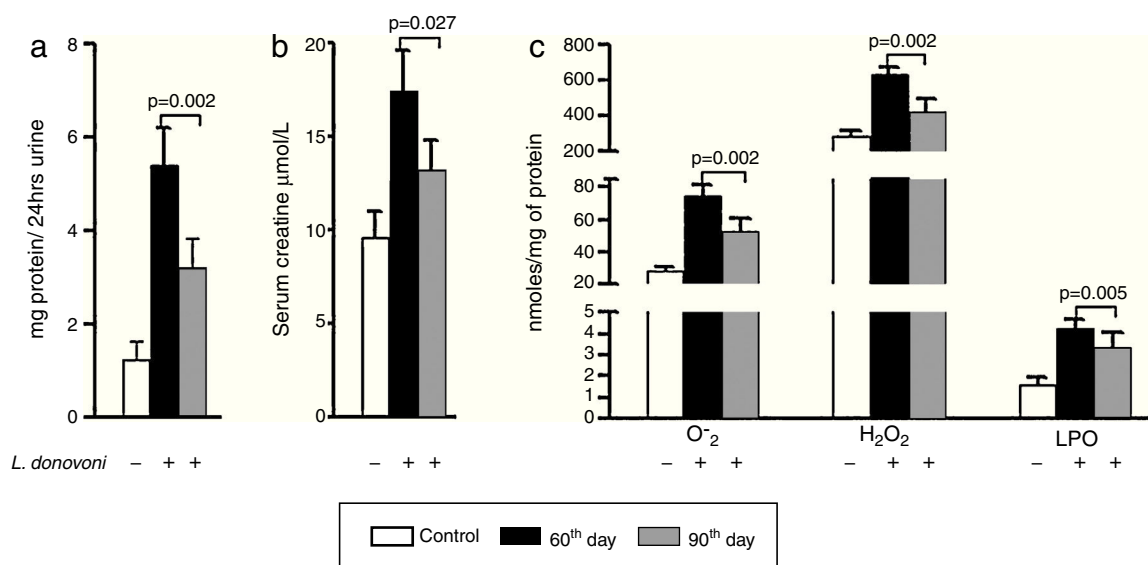 a
8
6
4
2
0
mg protein/ 24hrs urine
p=0.002
b
20
15
10
5
0
Serum creatine μmol/L
p=0.027
c
800
600
400
200
80
60
40
20
5
4
3
2
1
0
nmoles/mg of protein
p=0.002
p=0.002
p=0.005
O⁻₂ H₂O₂ LPO
L. donovoni – + + – + + – + + – + + – + +
Control 60th day 90th day